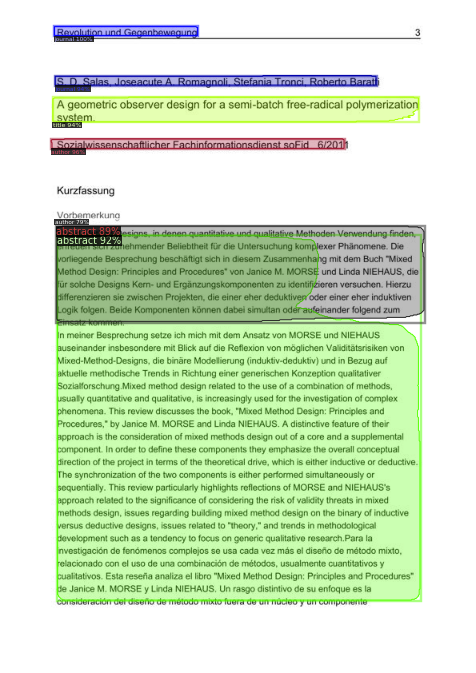 Revolution und Gegenbewegung 3
journal 100%
S. D. Salas, Joseacute A. Romagnoli, Stefania Tronci, Roberto Baratti
A geometric observer design for a semi-batch free-radical polymerization
system.
title 94%
Sozialwissenschaftlicher Fachinformationsdienst soFid 6/2011
author 96%
Kurzfassung
Vorbemerkung
author 79%
abstract 89%
abstract 92%
esigns, in denen quantitative und qualitative Methoden Verwendung finden,
erfreuen sich zunehmender Beliebtheit für die Untersuchung komplexer Phänomene. Die
vorliegende Besprechung beschäftigt sich in diesem Zusammenhang mit dem Buch "Mixed
Method Design: Principles and Procedures" von Janice M. MORSE und Linda NIEHAUS, die
für solche Designs Kern- und Ergänzungskomponenten zu identifizieren vorschlagen. Hierzu
differenzieren sie zwischen Projekten, die einer eher deduktiven oder einer eher induktiven
Logik folgen. Beide Komponenten können dabei simultan oder aufeinander folgend zum
Einsatz kommen.
In meiner Besprechung setze ich mich mit dem Ansatz von MORSE und NIEHAUS
auseinander insbesondere mit Blick auf die Reflexion von möglichen Validitätsrisiken von
Mixed-Method-Designs, die binäre Modellierung (induktiv-deduktiv) und in Bezug auf
aktuelle methodische Trends in Richtung einer generischen Konzeption qualitativer
Sozialforschung.Mixed method design related to the use of a combination of methods,
usually quantitative and qualitative, is increasingly used for the investigation of complex
phenomena. This review discusses the book, "Mixed Method Design: Principles and
Procedures," by Janice M. MORSE and Linda NIEHAUS. A distinctive feature of their
approach is the consideration of mixed methods design out of a core and a supplemental
component. In order to define these components they emphasize the overall conceptual
direction of the project in terms of the theoretical drive, which is either inductive or deductive.
The synchronization of the two components is either performed simultaneously or
sequentially. This review particularly highlights reflections of MORSE and NIEHAUS's
approach related to the significance of considering the risk of validity threats in mixed
methods design, issues regarding building mixed method design on the binary of inductive
versus deductive designs, issues related to "theory," and trends in methodological
development such as a tendency to focus on generic qualitative research.Para la
investigación de fenómenos complejos se usa cada vez más el diseño de método mixto,
relacionado con el uso de una combinación de métodos, usualmente cuantitativos y
cualitativos. Esta reseña analiza el libro "Mixed Method Design: Principles and Procedures"
de Janice M. MORSE y Linda NIEHAUS. Un rasgo distintivo de su enfoque es la
consideración del diseño de método mixto fuera de un núcleo y un componente